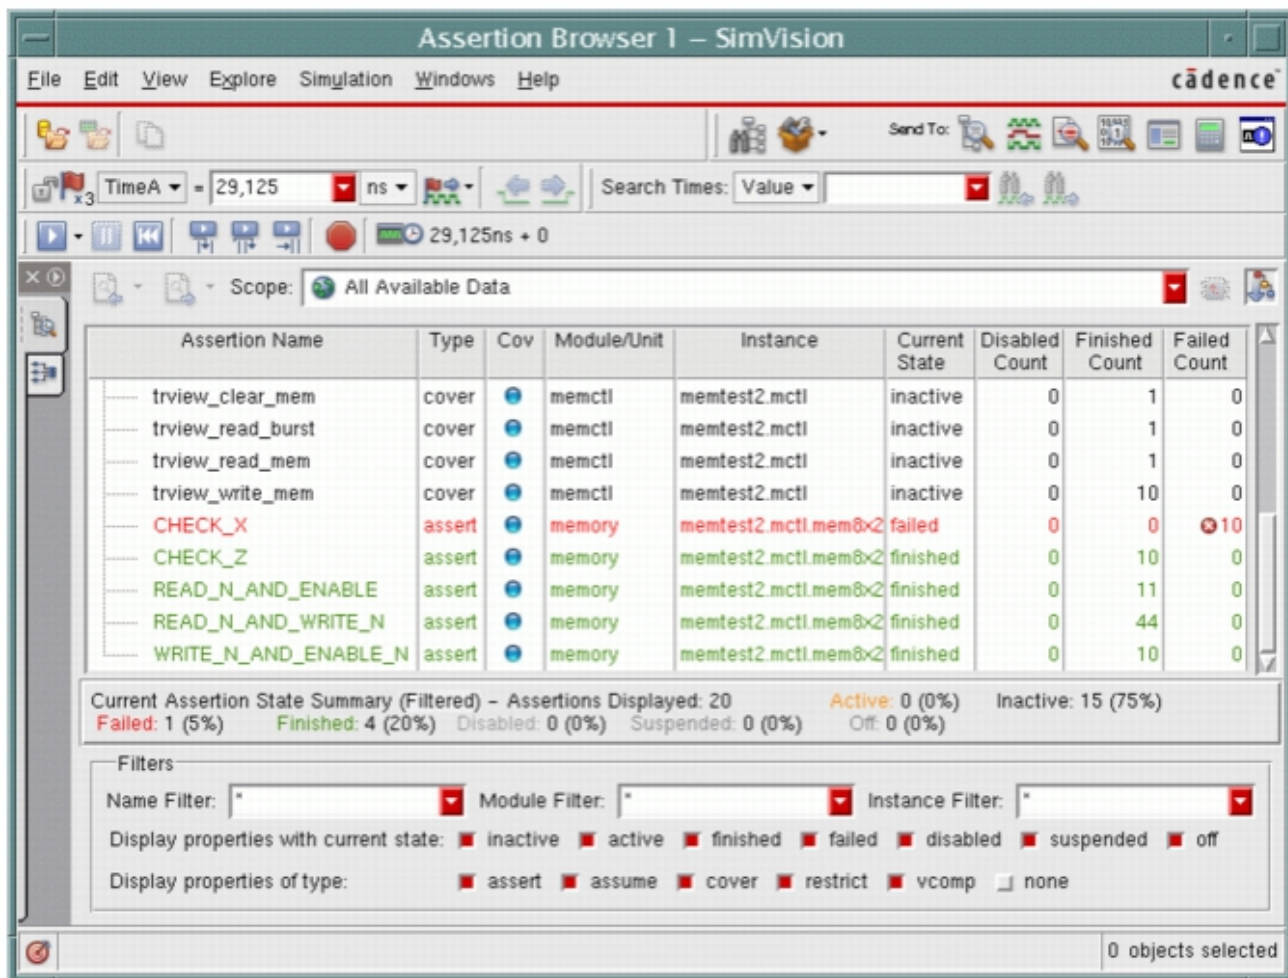 Assertion Browser 1 – SimVision
File Edit View Explore Simulation Windows Help cādence
Send To:
x3 TimeA = 29,125 ns Search Times: Value
29,125ns + 0
Scope: All Available Data
Assertion Name Type Cov Module/Unit Instance Current State Disabled Count Finished Count Failed Count
trview_clear_mem cover memctl memtest2.mctl inactive 0 1 0
trview_read_burst cover memctl memtest2.mctl inactive 0 1 0
trview_read_mem cover memctl memtest2.mctl inactive 0 1 0
trview_write_mem cover memctl memtest2.mctl inactive 0 10 0
CHECK_X assert memory memtest2.mctl.mem8x2 failed 0 0 10
CHECK_Z assert memory memtest2.mctl.mem8x2 finished 0 10 0
READ_N_AND_ENABLE assert memory memtest2.mctl.mem8x2 finished 0 11 0
READ_N_AND_WRITE_N assert memory memtest2.mctl.mem8x2 finished 0 44 0
WRITE_N_AND_ENABLE_N assert memory memtest2.mctl.mem8x2 finished 0 10 0
Current Assertion State Summary (Filtered) – Assertions Displayed: 20 Active: 0 (0%) Inactive: 15 (75%)
Failed: 1 (5%) Finished: 4 (20%) Disabled: 0 (0%) Suspended: 0 (0%) Off: 0 (0%)
Filters
Name Filter: * Module Filter: * Instance Filter: *
Display properties with current state: inactive active finished failed disabled suspended off
Display properties of type: assert assume cover restrict vcomp none
0 objects selected